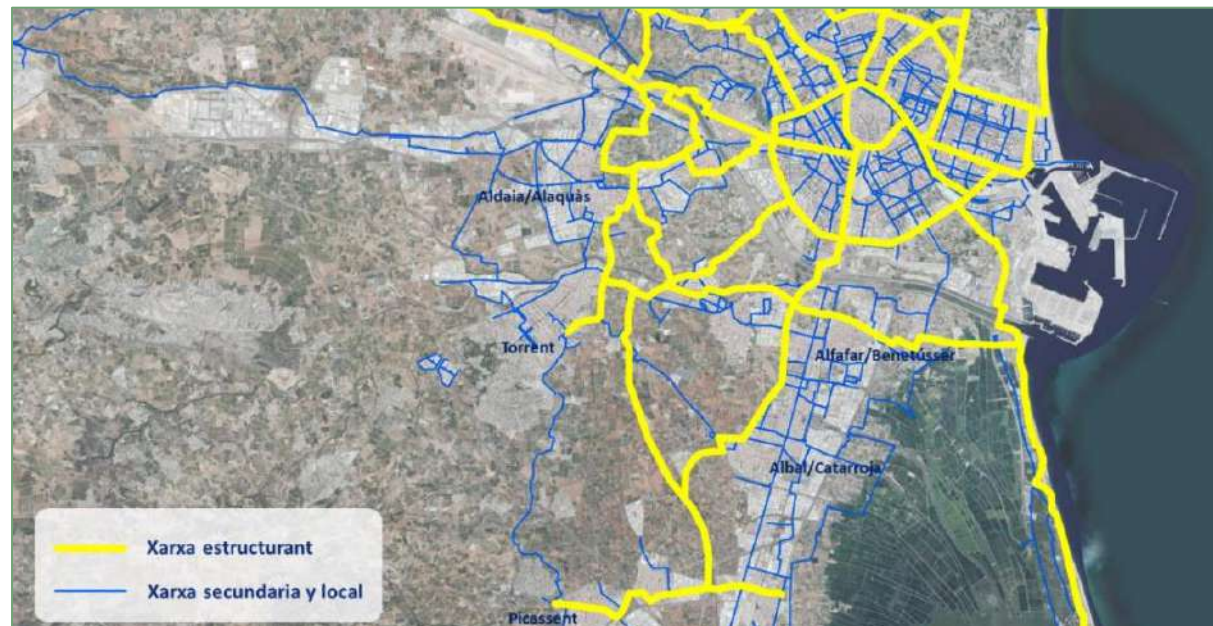 Aldaia/Alaquàs
Torrent
Alfafar/Benetússer
Albal/Catarroja
Xarxa estructurant
Xarxa secundaria y local
Picassent